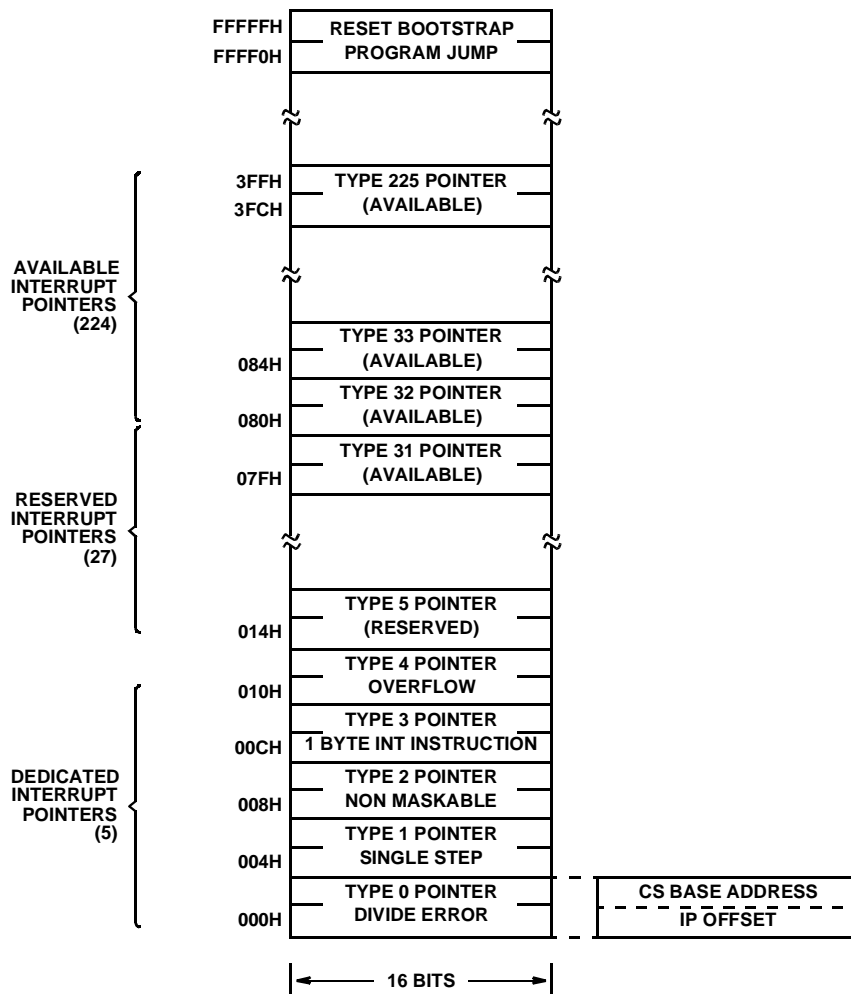 FFFFFH
RESET BOOTSTRAP
FFFF0H
PROGRAM JUMP
3FFH
TYPE 225 POINTER
3FCH
(AVAILABLE)
AVAILABLE
INTERRUPT
POINTERS
(224)
TYPE 33 POINTER
084H
(AVAILABLE)
TYPE 32 POINTER
080H
(AVAILABLE)
TYPE 31 POINTER
07FH
(AVAILABLE)
RESERVED
INTERRUPT
POINTERS
(27)
TYPE 5 POINTER
014H
(RESERVED)
TYPE 4 POINTER
010H
OVERFLOW
TYPE 3 POINTER
00CH
1 BYTE INT INSTRUCTION
DEDICATED
INTERRUPT
POINTERS
(5)
TYPE 2 POINTER
008H
NON MASKABLE
TYPE 1 POINTER
004H
SINGLE STEP
TYPE 0 POINTER
000H
DIVIDE ERROR
CS BASE ADDRESS
IP OFFSET
16 BITS